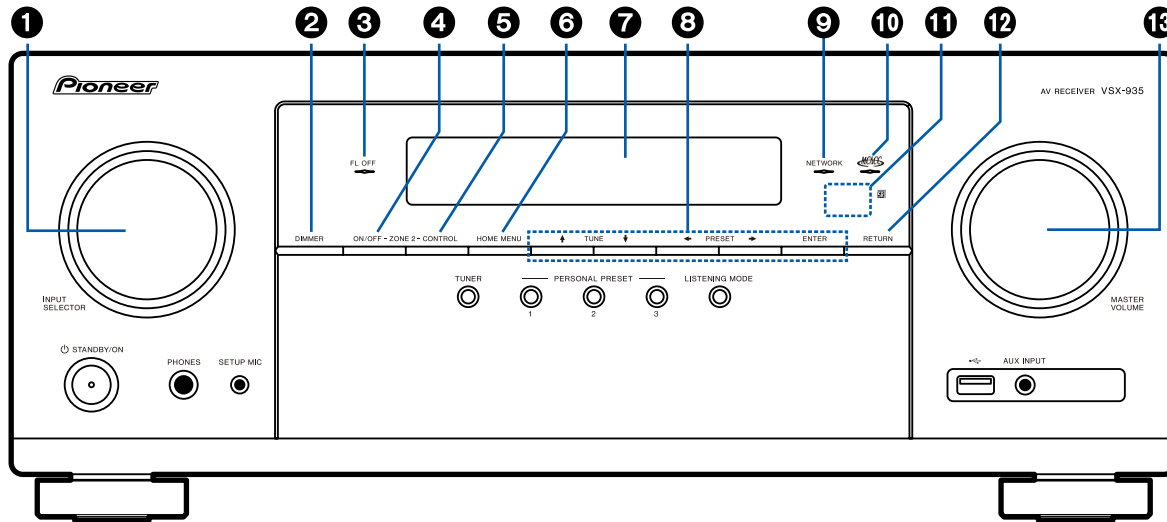 1 2 3 4 5 6 7 8 9 10 11 12 13
Pioneer
AV RECEIVER VSX-935
FL OFF
NETWORK
MCACC
DIMMER
ON/OFF - ZONE 2 - CONTROL
HOME MENU
TUNE
PRESET
ENTER
RETURN
TUNER
PERSONAL PRESET
LISTENING MODE
1 2 3
INPUT
SELECTOR
MASTER
VOLUME
STANDBY/ON
PHONES
SETUP MIC
AUX INPUT